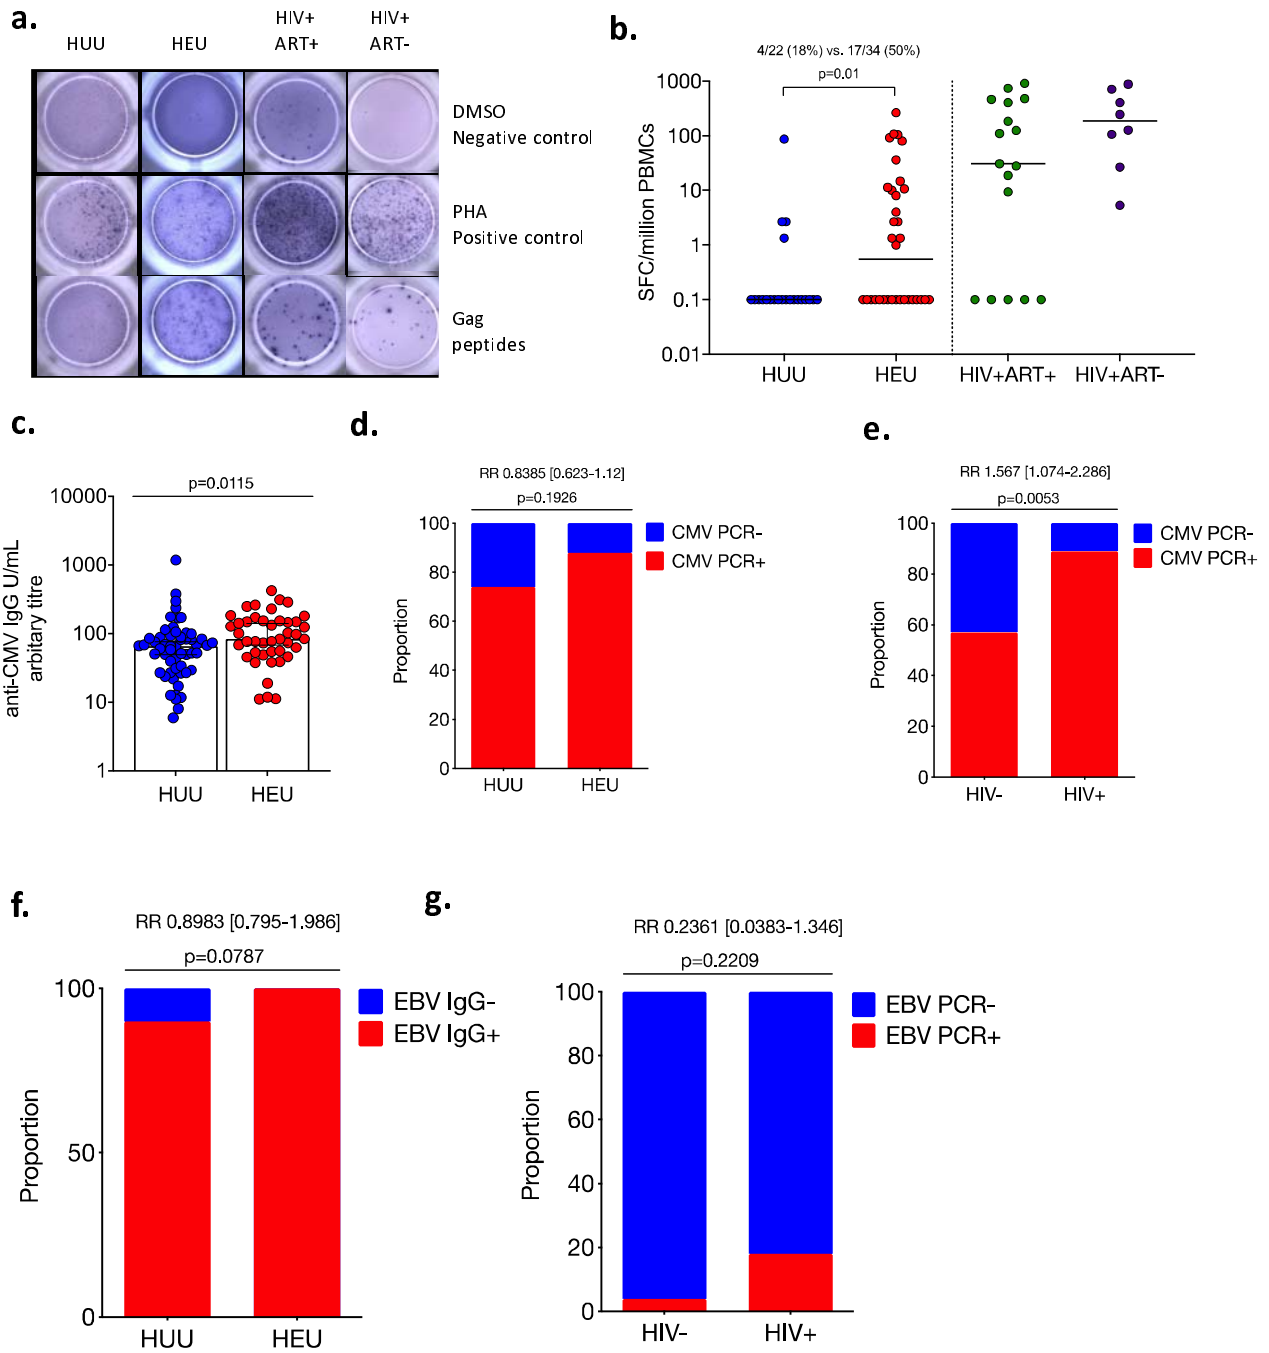 a.
HUU
HEU
HIV+
ART+
HIV+
ART-
DMSO
Negative control
PHA
Positive control
Gag
peptides
b.
4/22 (18%) vs. 17/34 (50%)
p=0.01
SFC/million PBMCs
1000
100
10
1
0.1
0.01
HUU
HEU
HIV+ART+
HIV+ART-
c.
p=0.0115
anti-CMV IgG U/mL
arbitary titre
10000
1000
100
10
1
HUU
HEU
d.
RR 0.8385 [0.623-1.12]
p=0.1926
Proportion
100
80
60
40
20
0
HUU
HEU
CMV PCR-
CMV PCR+
e.
RR 1.567 [1.074-2.286]
p=0.0053
Proportion
100
80
60
40
20
0
HIV-
HIV+
CMV PCR-
CMV PCR+
f.
RR 0.8983 [0.795-1.986]
p=0.0787
Proportion
100
50
0
HUU
HEU
EBV IgG-
EBV IgG+
g.
RR 0.2361 [0.0383-1.346]
p=0.2209
Proportion
100
80
60
40
20
0
HIV-
HIV+
EBV PCR-
EBV PCR+